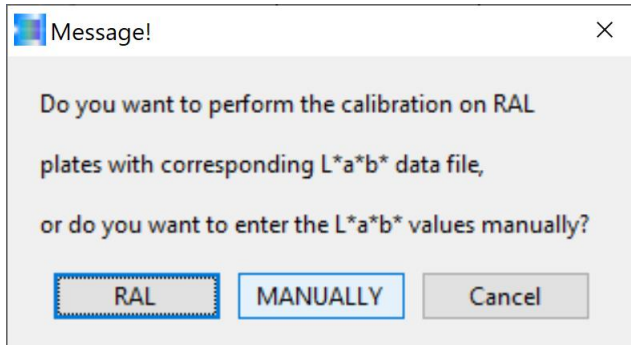 Message!
Do you want to perform the calibration on RAL
plates with corresponding L*a*b* data file,
or do you want to enter the L*a*b* values manually?
RAL MANUALLY Cancel